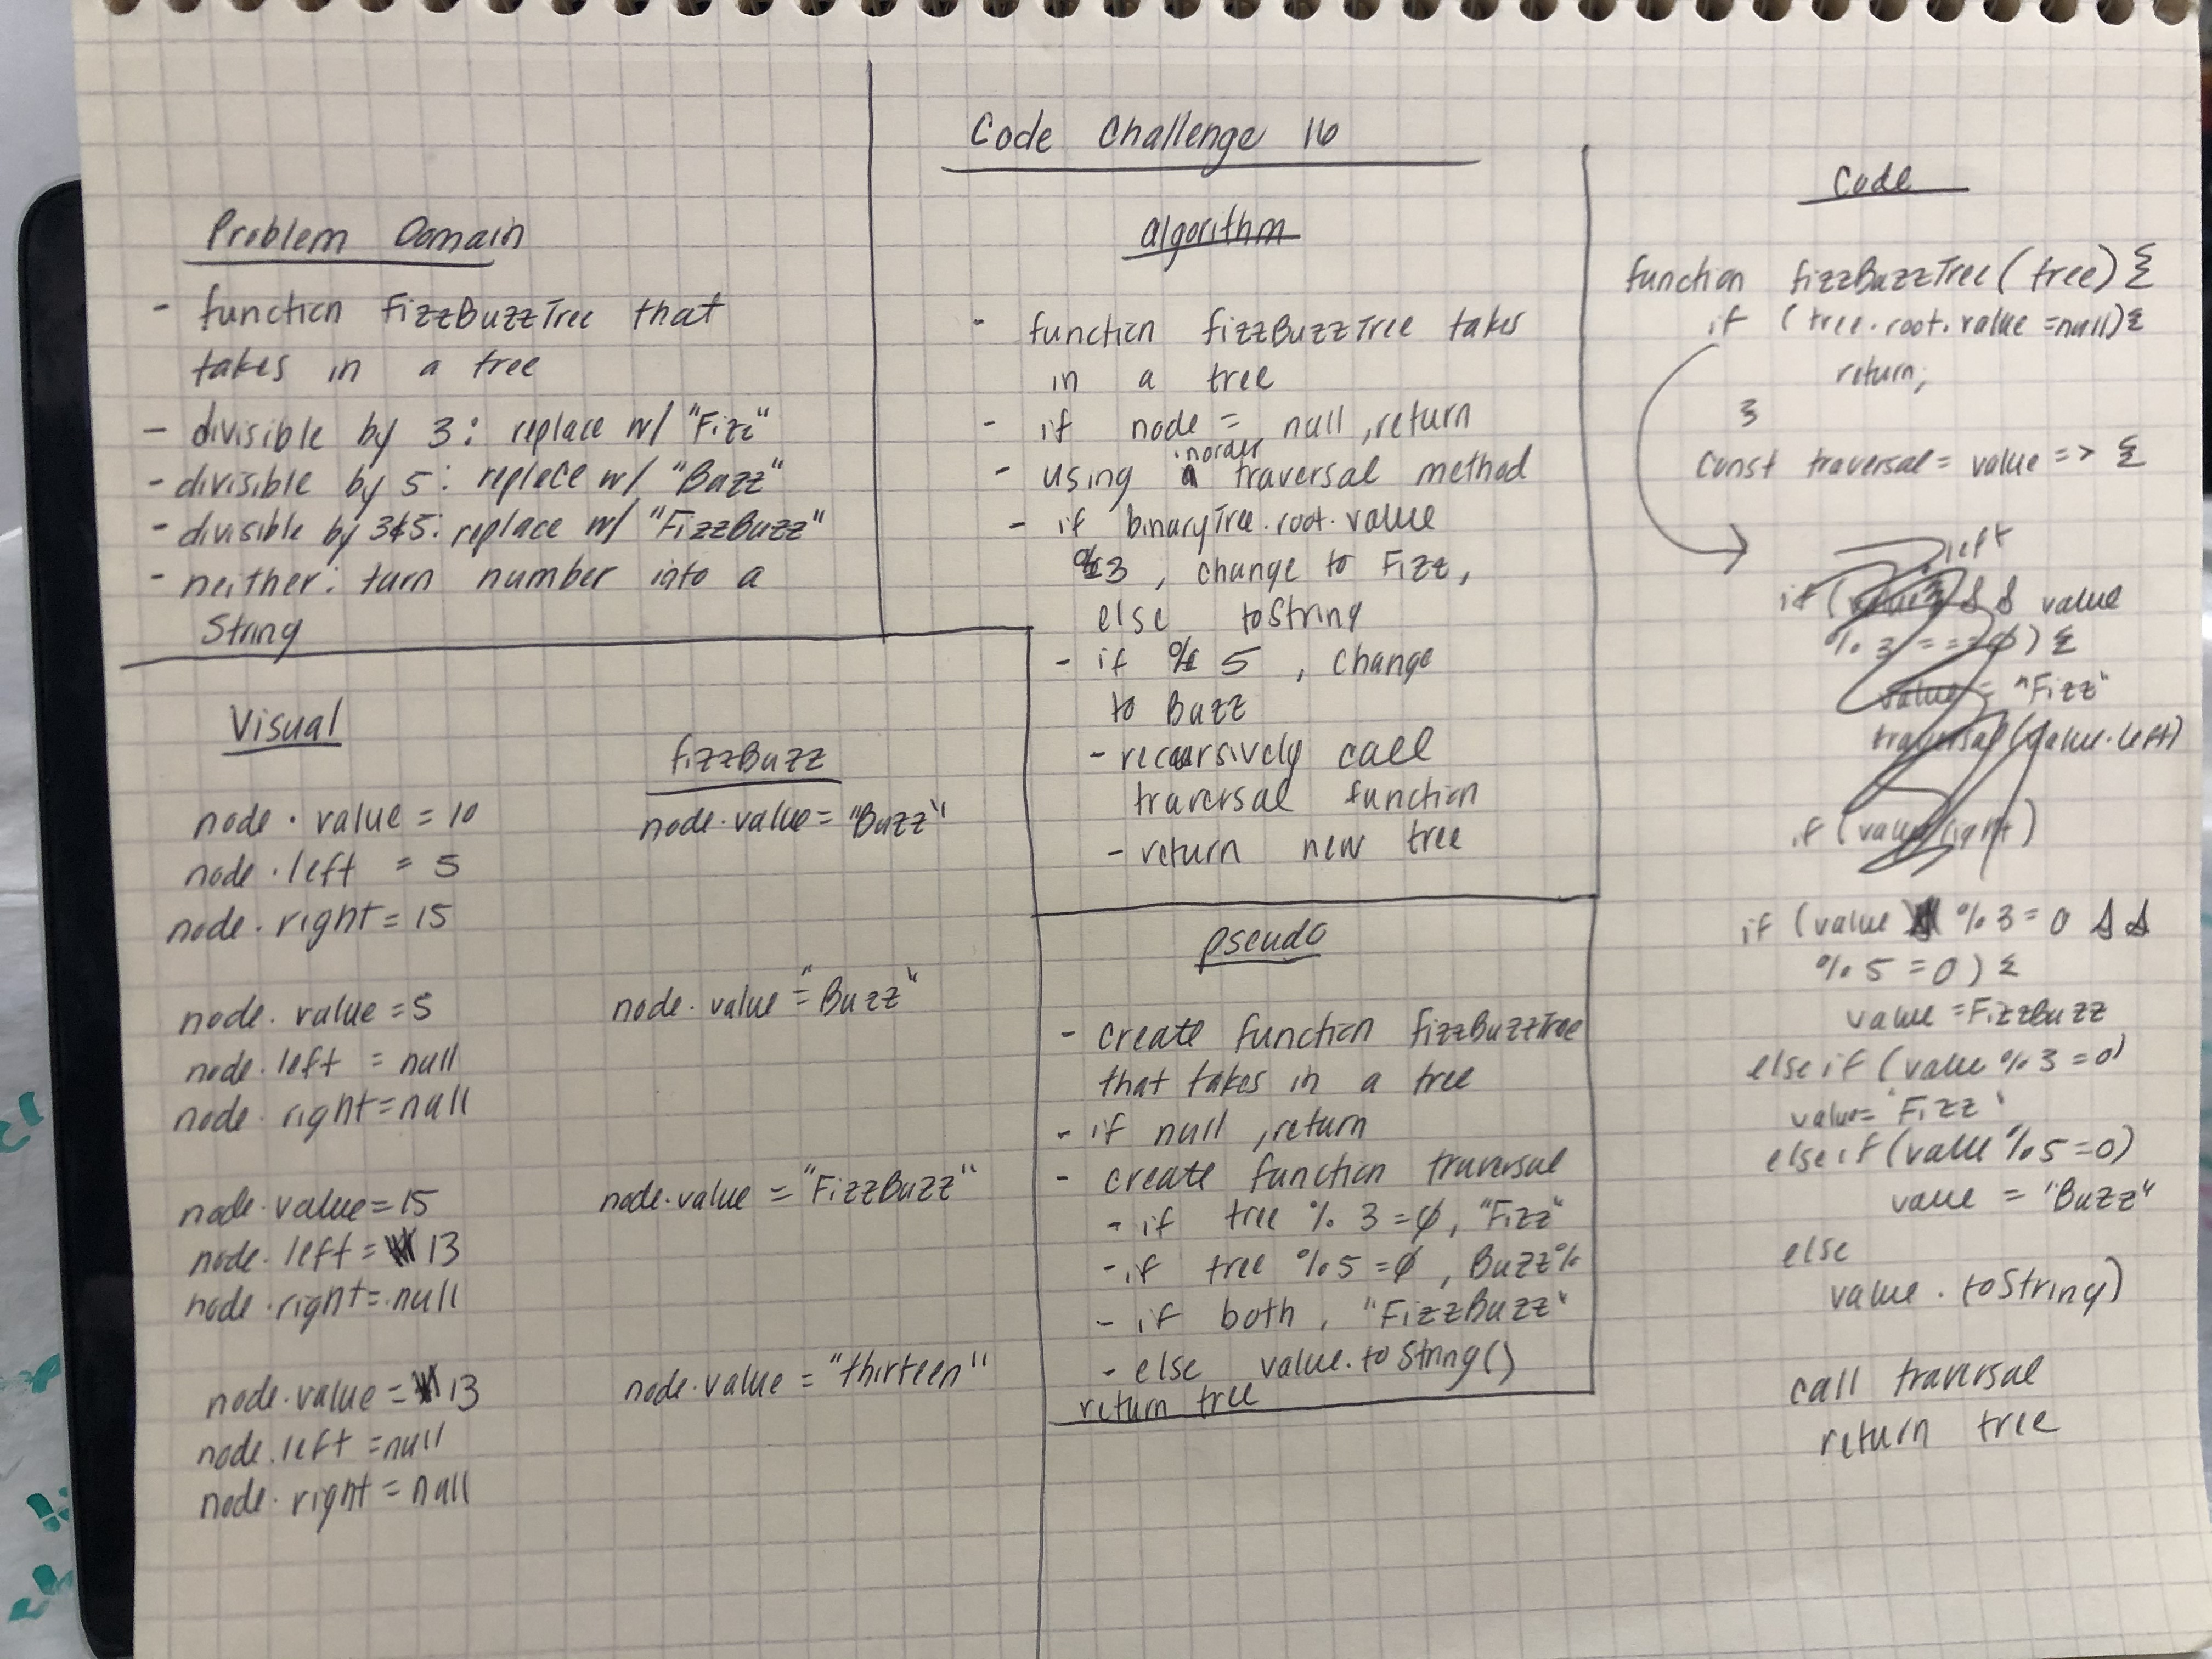 Code Challenge 16
Problem Domain
- function FizzBuzzTree that
takes in a tree
- divisible by 3: replace w/ "Fizz"
- divisible by 5: replace w/ "Buzz"
- divisible by 3&5: replace w/ "FizzBuzz"
- neither: turn number into a
String
Visual
node.value = 10
node.left = 5
node.right = 15
node.value = 5
node.left = null
node.right = null
node.value = 15
node.left = 13
node.right = null
node.value = 13
node.left = null
node.right = null
fizzBuzz
node.value = "Buzz"
node.value = "Buzz"
node.value = "FizzBuzz"
node.value = "thirteen"
algorithm
- function fizzBuzzTree takes
in a tree
- if node = null, return
- using inorder traversal method
- if binaryTree.root.value
% 3, change to Fizz,
else toString
- if % 5, change
to Buzz
- recursively call
traversal function
- return new tree
pseudo
- create function fizzBuzzTree
that takes in a tree
- if null, return
- create function traversal
- if tree % 3 = 0, "Fizz"
- if tree % 5 = 0, Buzz%
- if both, "FizzBuzz"
- else value.toString()
return tree
Code
function fizzBuzzTree(tree) {
if (tree.root.value = null) {
return;
}
const traversal = value => {
left
if (value && value
% 3 === 0) {
value = "Fizz"
traversal(value.left)
if (value right)
if (value % 3 = 0 &&
% 5 = 0) {
value = FizzBuzz
else if (value % 3 = 0)
value = "Fizz"
else if (value % 5 = 0)
value = "Buzz"
else
value.toString)
call traversal
return tree